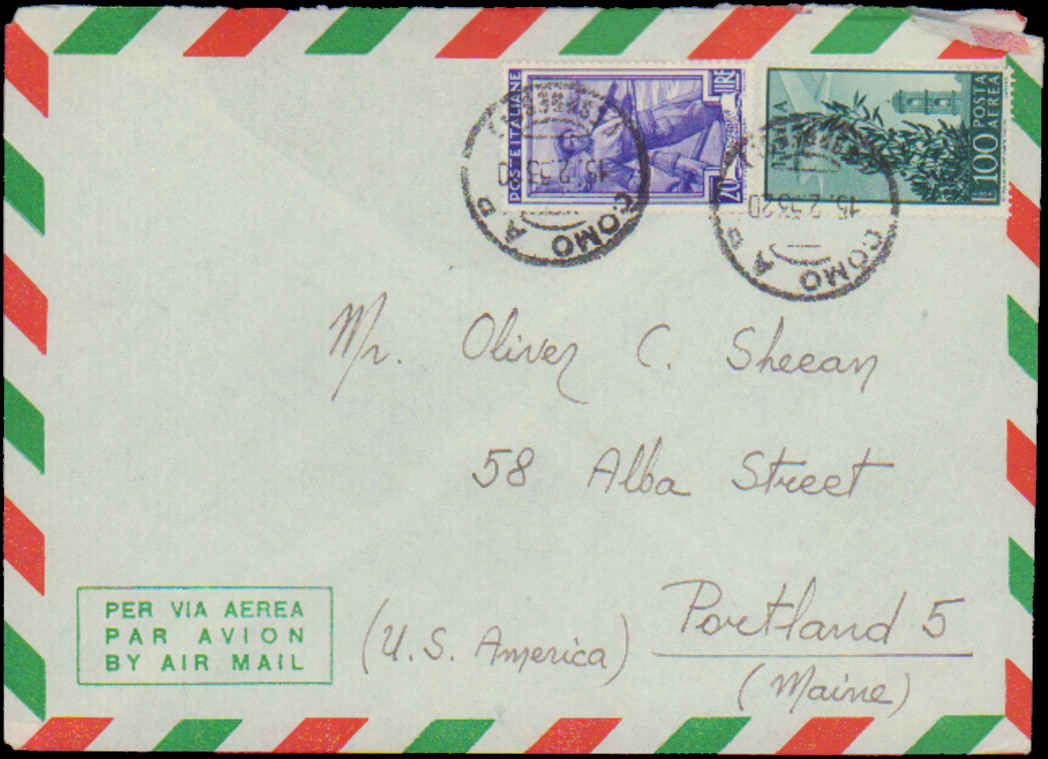 POSTE ITALIANE
LIRE
20
POSTA AEREA
L. 100
COMO A D
COMO A D
Mr. Oliver C. Sheean
58 Alba Street
Portland 5
(U.S. America)
(Maine)
PER VIA AEREA
PAR AVION
BY AIR MAIL